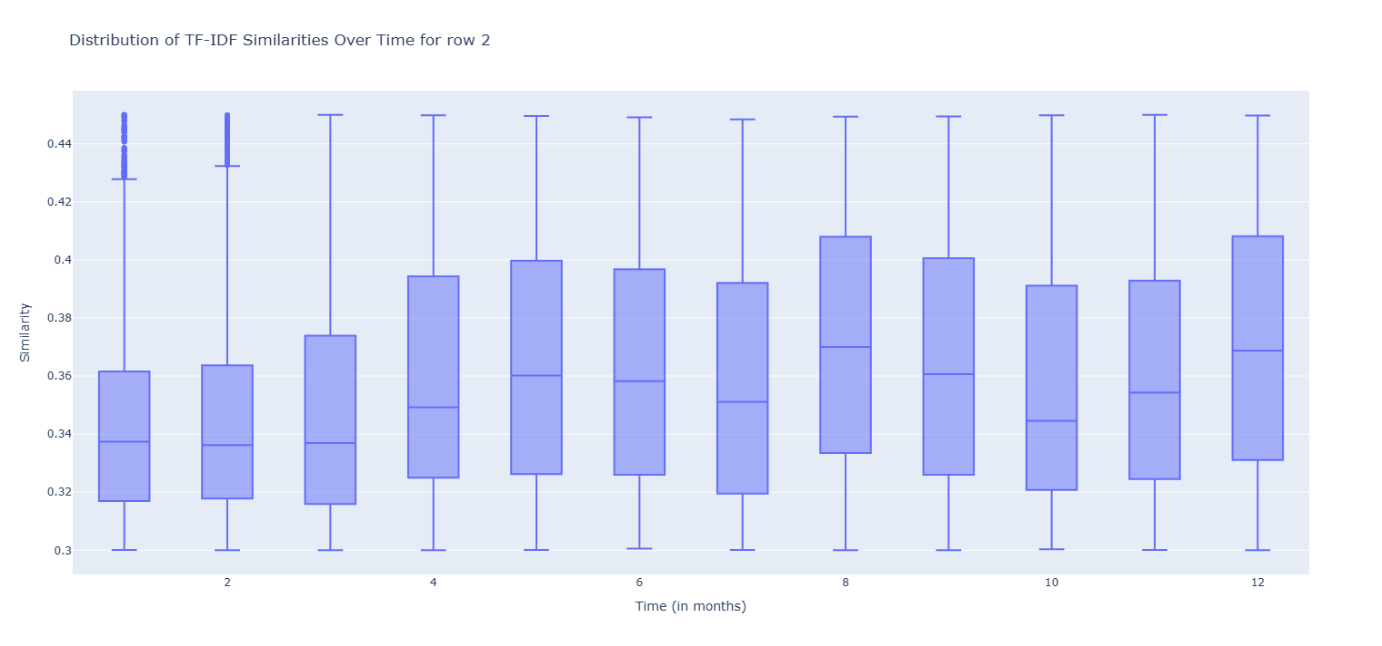 Distribution of TF-IDF Similarities Over Time for row 2
0.44
0.42
0.4
0.38
0.36
0.34
0.32
0.3
Similarity
2 4 6 8 10 12
Time (in months)